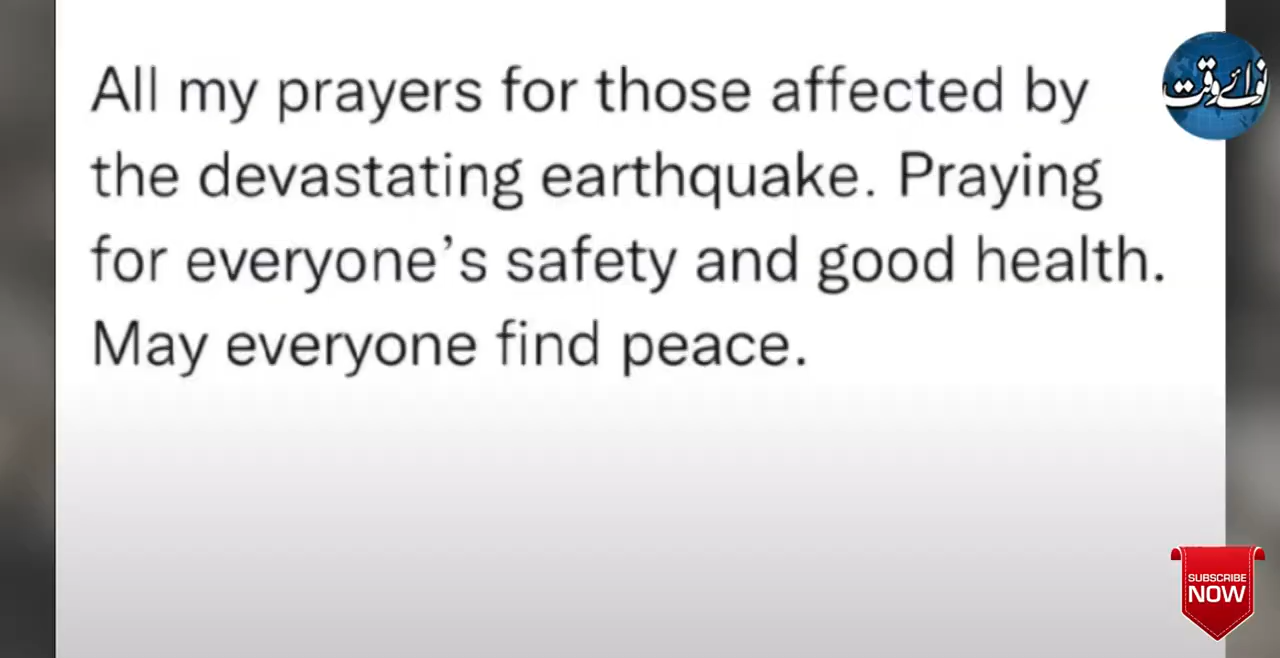 All my prayers for those affected by
the devastating earthquake. Praying
for everyone’s safety and good health.
May everyone find peace.
نوائے وقت
SUBSCRIBE
NOW